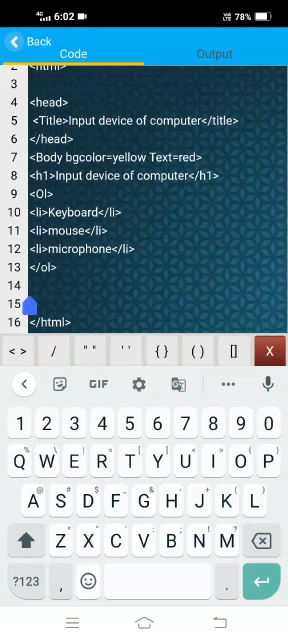 4G 6:02 78%
Back
Code Output
2 <html>
3
4 <head>
5 <Title>Input device of computer</title>
6 </head>
7 <Body bgcolor=yellow Text=red>
8 <h1>Input device of computer</h1>
9 <Ol>
10 <li>Keyboard</li>
11 <li>mouse</li>
12 <li>microphone</li>
13 </ol>
14
15
16 </html>
< > / " " ' ' { } ( ) [] X
GIF
1 2 3 4 5 6 7 8 9 0
Q W E R T Y U I O P
A S D F G H J K L
Z X C V B N M
?123 , .